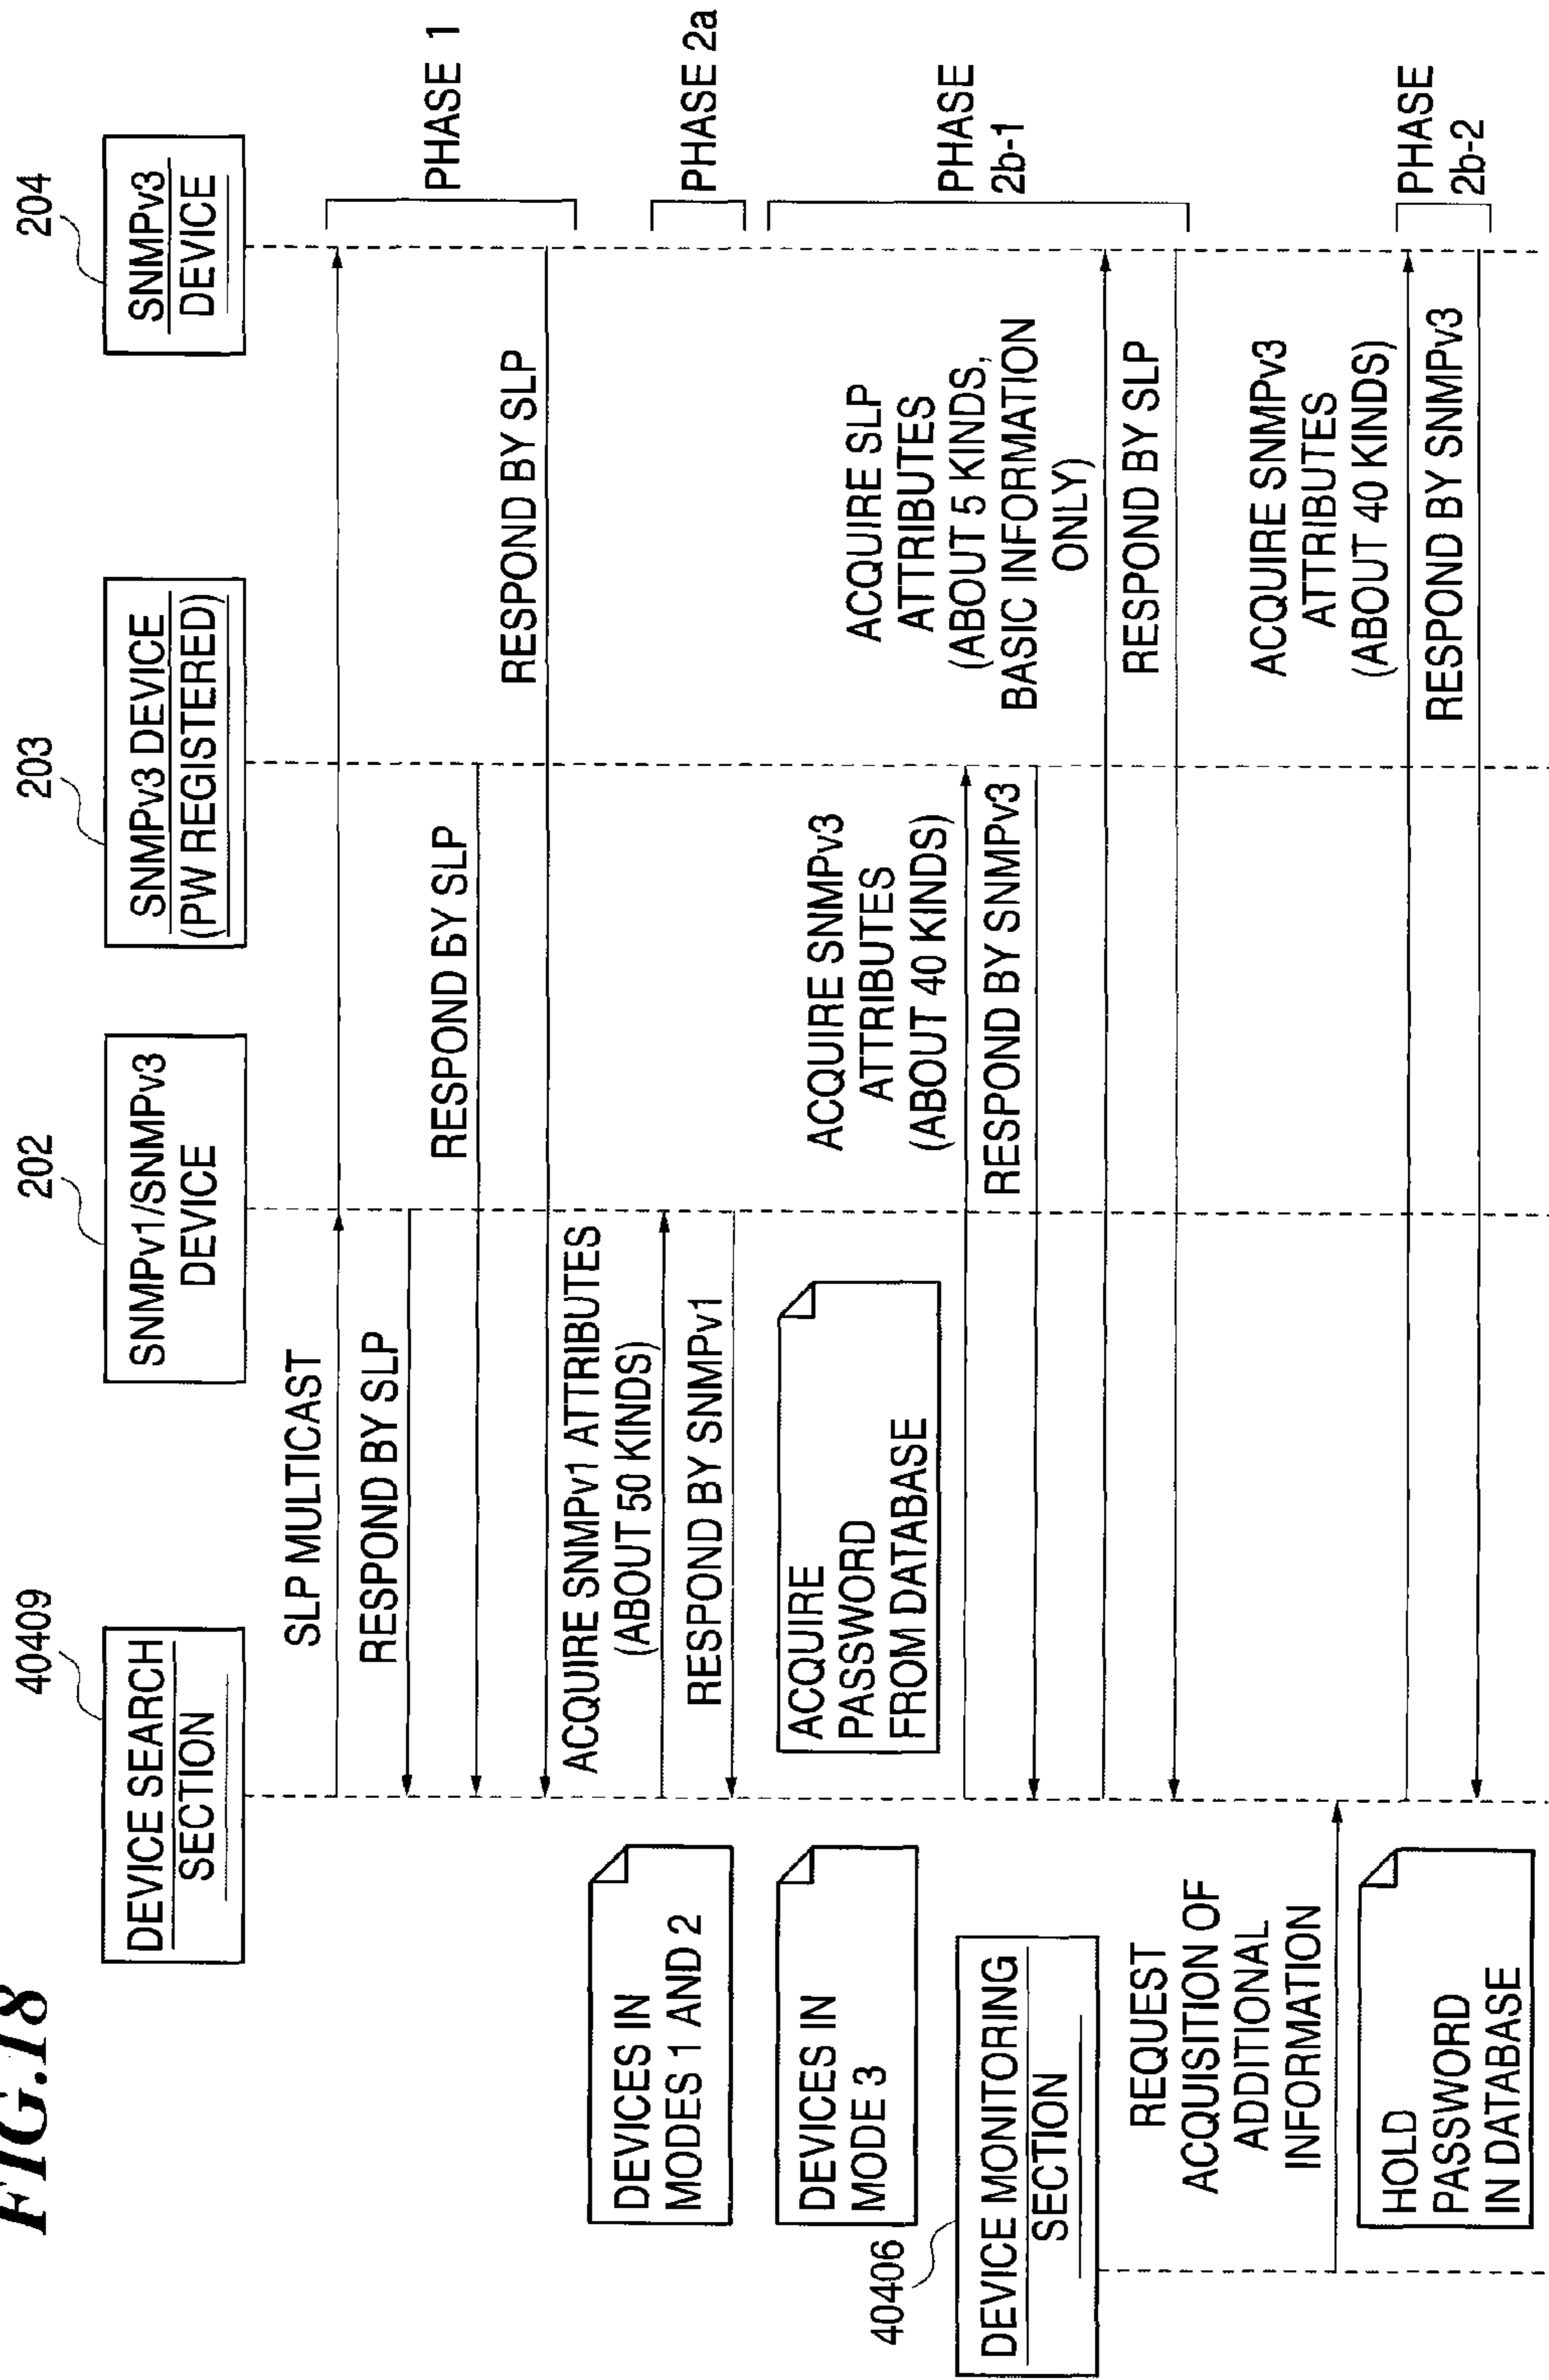 FIG.18
40409
202
203
204
DEVICE SEARCH
SECTION
SNMPv1/SNMPv3
DEVICE
SNMPv3 DEVICE
(PW REGISTERED)
SNMPv3
DEVICE
SLP MULTICAST
RESPOND BY SLP
RESPOND BY SLP
RESPOND BY SLP
PHASE 1
DEVICES IN
MODES 1 AND 2
ACQUIRE SNMPv1 ATTRIBUTES
(ABOUT 50 KINDS)
RESPOND BY SNMPv1
PHASE 2a
DEVICES IN
MODE 3
ACQUIRE
PASSWORD
FROM DATABASE
ACQUIRE SNMPv3
ATTRIBUTES
(ABOUT 40 KINDS)
RESPOND BY SNMPv3
ACQUIRE SLP
ATTRIBUTES
(ABOUT 5 KINDS,
BASIC INFORMATION
ONLY)
RESPOND BY SLP
PHASE
2b-1
40406
DEVICE MONITORING
SECTION
REQUEST
ACQUISITION OF
ADDITIONAL
INFORMATION
HOLD
PASSWORD
IN DATABASE
ACQUIRE SNMPv3
ATTRIBUTES
(ABOUT 40 KINDS)
RESPOND BY SNMPv3
PHASE
2b-2